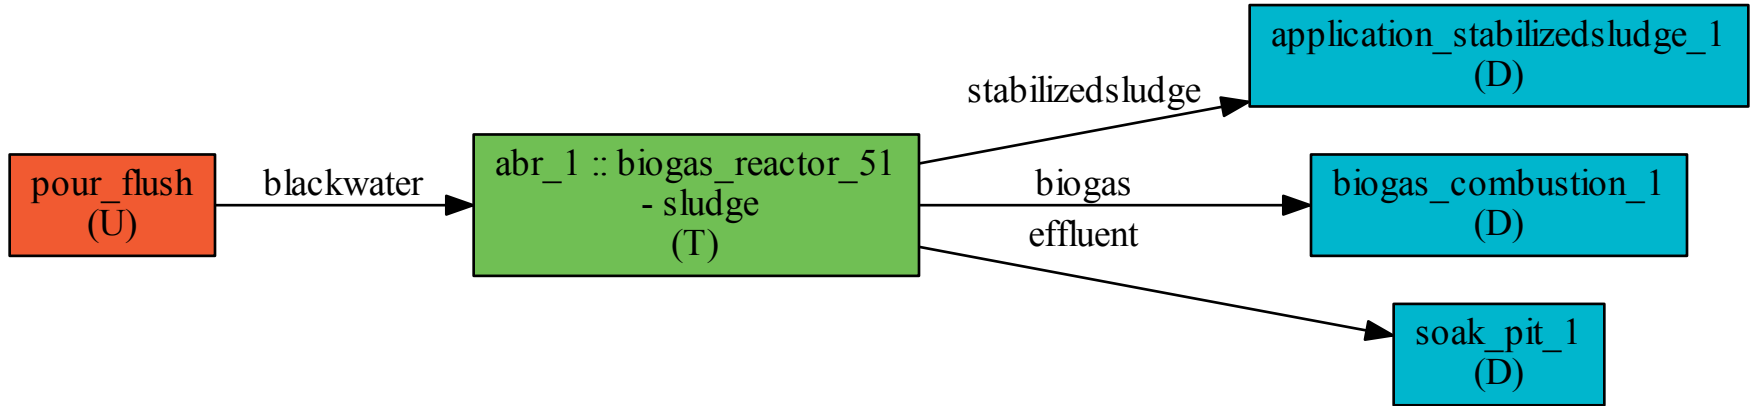 pour_flush
(U)
blackwater
abr_1 :: biogas_reactor_51
- sludge
(T)
stabilizedsludge
biogas
effluent
application_stabilizedsludge_1
(D)
biogas_combustion_1
(D)
soak_pit_1
(D)